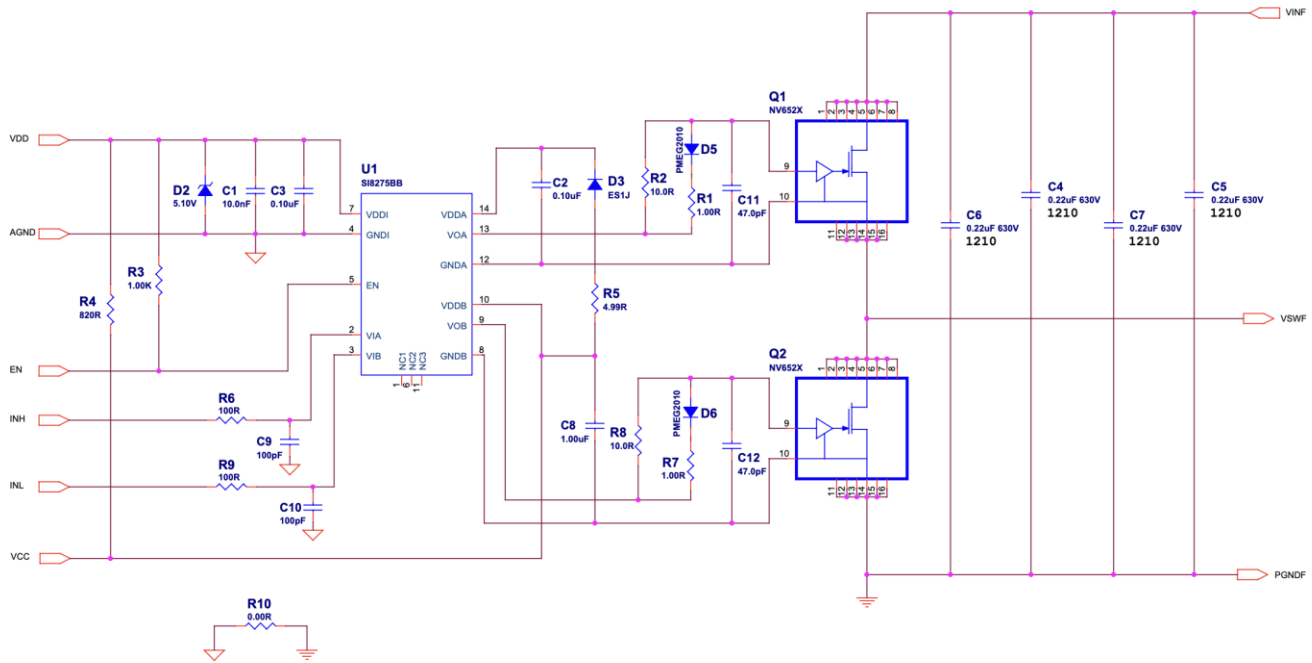 VINF
Q1
NV652X
1 2 3 4 5 6 7 8
VDD
U1
SI8275BB
D2
5.10V
C1
10.0nF
C3
0.10uF
7
VDDI
4
GNDI
5
EN
2
VIA
3
VIB
NC1
NC2
NC3
1
6
11
VDDA
14
VOA
13
GNDA
12
VDDB
10
VOB
9
GNDB
8
C2
0.10uF
D3
ES1J
R2
10.0R
PMEG2010
D5
R1
1.00R
C11
47.0pF
9
10
11 12 13 14 15 16
C6
0.22uF 630V
1210
C4
0.22uF 630V
1210
C7
0.22uF 630V
1210
C5
0.22uF 630V
1210
AGND
R3
1.00K
R4
820R
R5
4.99R
VSWF
Q2
NV652X
1 2 3 4 5 6 7 8
EN
INH
R6
100R
C9
100pF
C8
1.00uF
R8
10.0R
PMEG2010
D6
R7
1.00R
C12
47.0pF
9
10
11 12 13 14 15 16
INL
R9
100R
C10
100pF
VCC
PGNDF
R10
0.00R